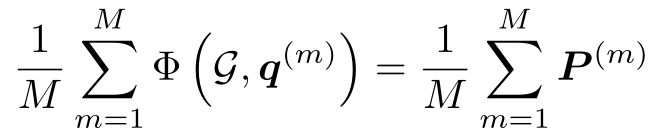 \frac{1}{M} \sum_{m=1}^{M} \Phi \left( \mathcal{G}, \boldsymbol{q}^{(m)} \right) = \frac{1}{M} \sum_{m=1}^{M} \boldsymbol{P}^{(m)}